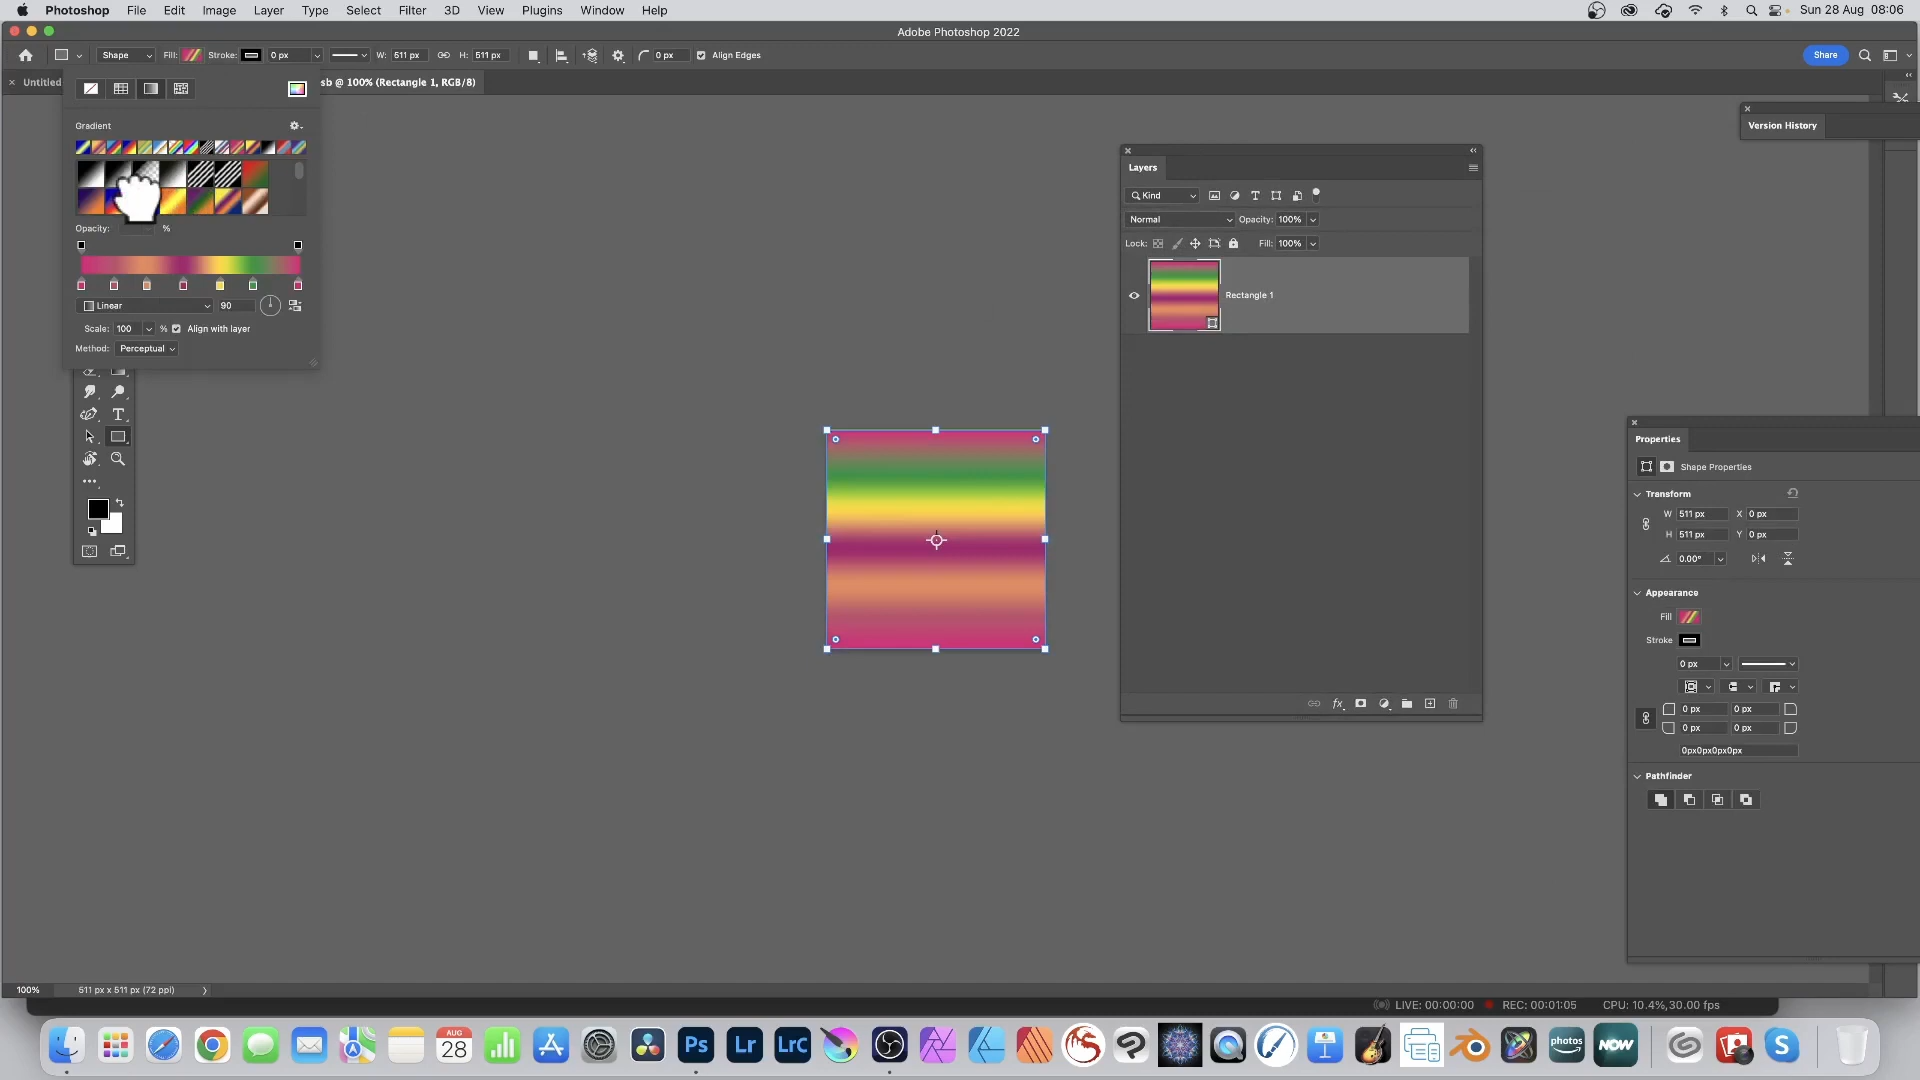 Photoshop File Edit Image Layer Type Select Filter 3D View Plugins Window Help Sun 28 Aug 08:06
Adobe Photoshop 2022
Shape Fill: Stroke: 0 px W: 511 px H: 511 px 0 px Align Edges Share
Untitled sb @ 100% (Rectangle 1, RGB/8)
Gradient
Opacity: %
Linear 90
Scale: 100 % Align with layer
Method: Perceptual
Version History
Layers
Kind
Normal Opacity: 100%
Lock: Fill: 100%
Rectangle 1
fx
Properties
Shape Properties
Transform
W 511 px X 0 px
H 511 px Y 0 px
0.00°
Appearance
Fill
Stroke
0 px
0 px 0 px
0 px 0 px
0px0px0px0px
Pathfinder
100% 511 px x 511 px (72 ppi)
LIVE: 00:00:00 REC: 00:01:05 CPU: 10.4%,30.00 fps
AUG
28
Ps Lr LrC photos NOW S